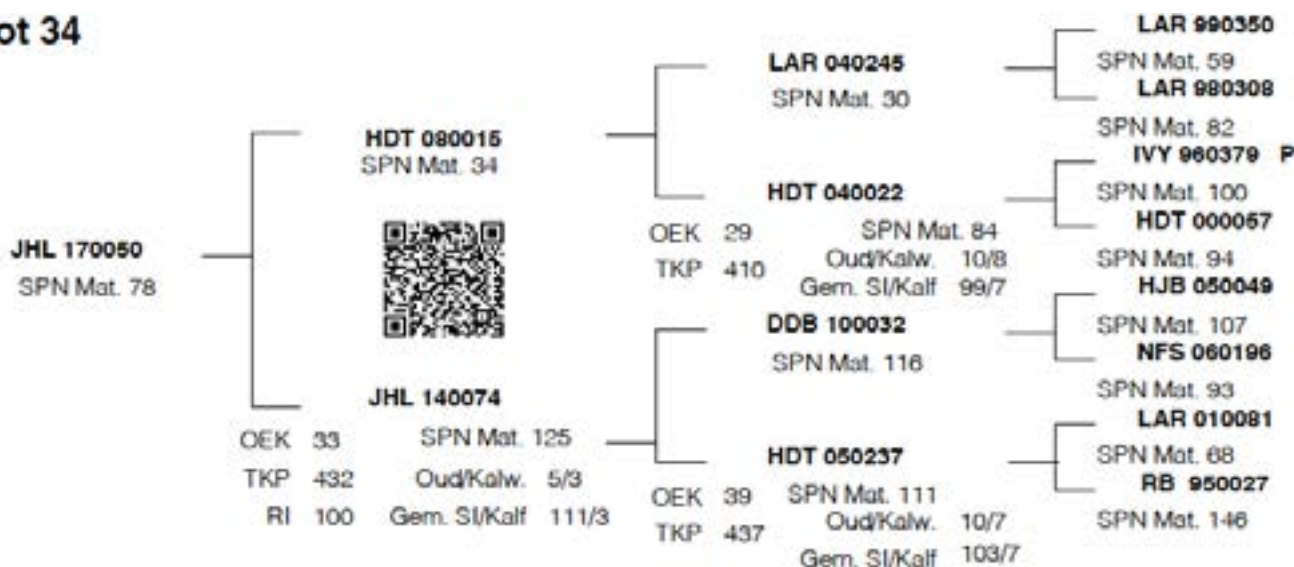 ot 34
JHL 170050
SPN Mat. 78
HDT 080015
SPN Mat. 34
JHL 140074
OEK 33 SPN Mat. 125
TKP 432 Oud/Kalw. 5/3
RI 100 Gem. SI/Kalf 111/3
LAR 040245
SPN Mat. 30
HDT 040022
OEK 29 SPN Mat. 84
TKP 410 Oud/Kalw. 10/8
Gem. SI/Kalf 99/7
DDB 100032
SPN Mat. 116
HDT 050237
OEK 39 SPN Mat. 111
TKP 437 Oud/Kalw. 10/7
Gem. SI/Kalf 103/7
LAR 990350
SPN Mat. 59
LAR 980308
SPN Mat. 82
IVY 960379 P
SPN Mat. 100
HDT 000057
SPN Mat. 94
HJB 050049
SPN Mat. 107
NFS 060196
SPN Mat. 93
LAR 010081
SPN Mat. 68
RB 950027
SPN Mat. 146